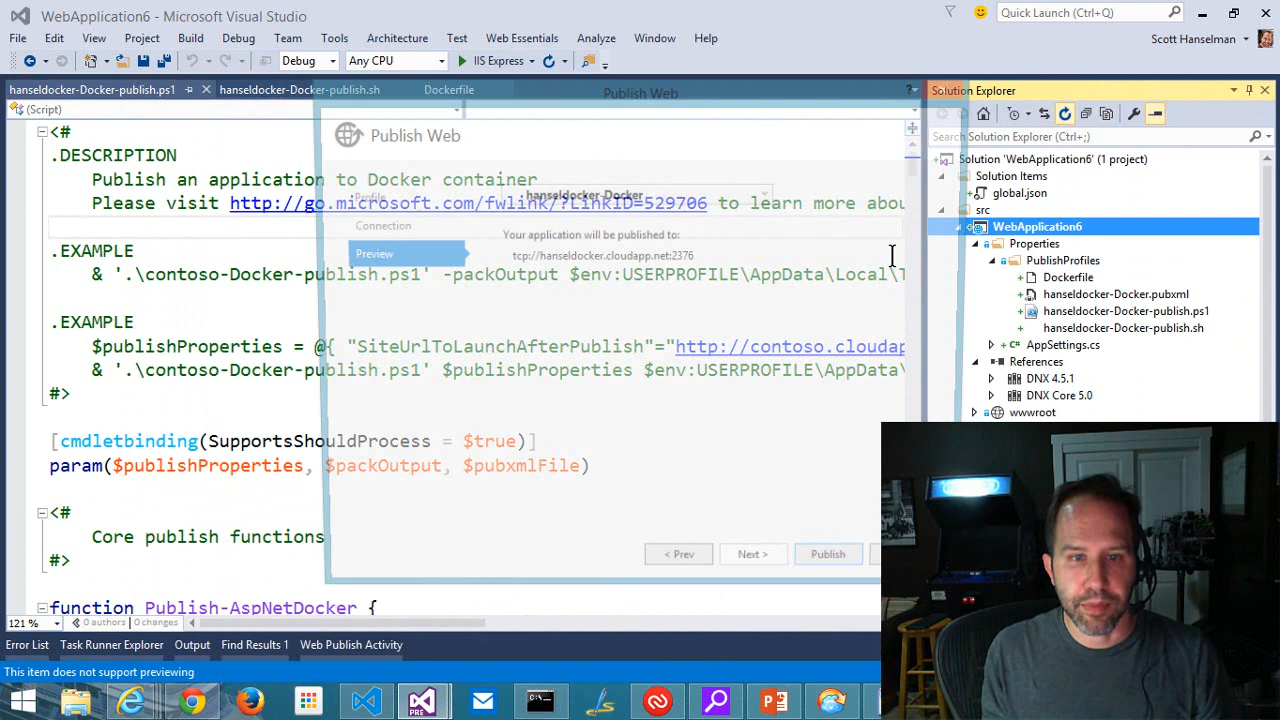 WebApplication6 - Microsoft Visual Studio
Quick Launch (Ctrl+Q)
File Edit View Project Build Debug Team Tools Architecture Test Web Essentials Analyze Window Help
Scott Hanselman
Debug Any CPU IIS Express
hanseldocker-Docker-publish.ps1 hanseldocker-Docker-publish.sh Dockerfile
Publish Web
(Script)
Publish Web
<#
.DESCRIPTION
Publish an application to Docker container
Please visit http://go.microsoft.com/fwlink/?LinkID=529706 to learn more abou
.EXAMPLE
& '.\contoso-Docker-publish.ps1' -packOutput $env:USERPROFILE\AppData\Local\T
.EXAMPLE
$publishProperties = @{ "SiteUrlToLaunchAfterPublish"="http://contoso.cloudap
& '.\contoso-Docker-publish.ps1' $publishProperties $env:USERPROFILE\AppData\
#>
[cmdletbinding(SupportsShouldProcess = $true)]
param($publishProperties, $packOutput, $pubxmlFile)
<#
Core publish functions
#>
function Publish-AspNetDocker {
Profile
hanseldocker-Docker
Connection
Preview
Your application will be published to:
tcp://hanseldocker.cloudapp.net:2376
< Prev Next > Publish
Solution Explorer
Search Solution Explorer (Ctrl+;)
Solution 'WebApplication6' (1 project)
Solution Items
global.json
src
WebApplication6
Properties
PublishProfiles
Dockerfile
hanseldocker-Docker.pubxml
hanseldocker-Docker-publish.ps1
hanseldocker-Docker-publish.sh
AppSettings.cs
References
DNX 4.5.1
DNX Core 5.0
wwwroot
121 % 0 authors 0 changes
Error List Task Runner Explorer Output Find Results 1 Web Publish Activity
This item does not support previewing
PRE